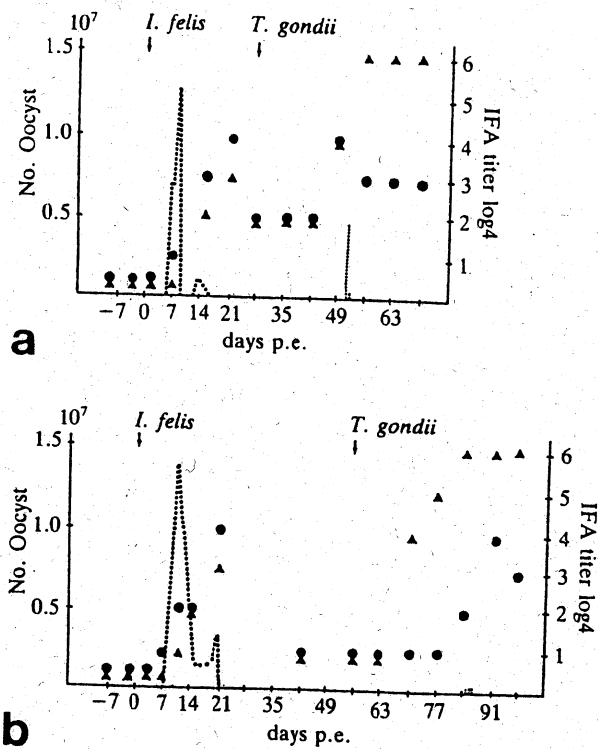 10⁷ I. felis T. gondii
1.5
1.0
0.5
No. Oocyst
6
5
4
3
2
1
IFA titer log4
−7 0 7 14 21 35 49 63
days p.e.
a
10⁷ I. felis T. gondii
1.5
1.0
0.5
No. Oocyst
6
5
4
3
2
1
IFA titer log4
−7 0 7 14 21 35 49 63 77 91
days p.e.
b